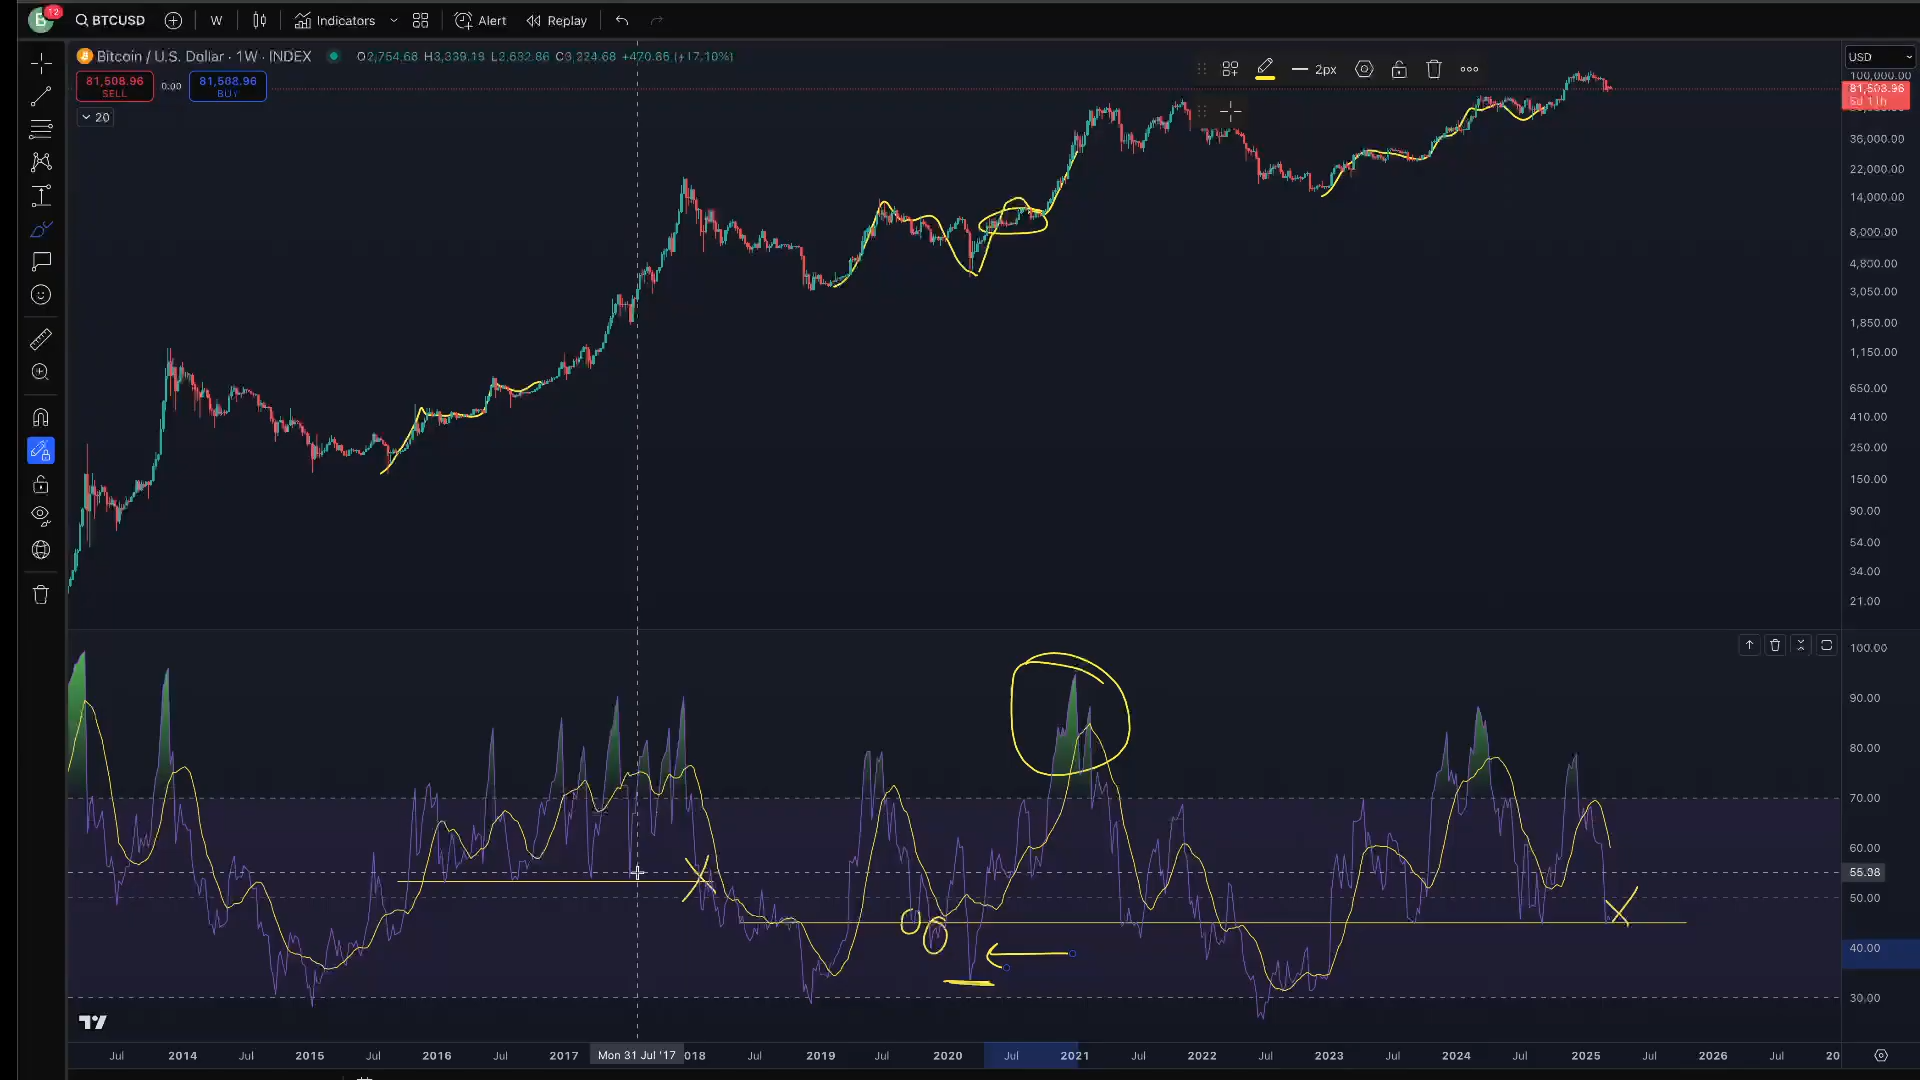 12
BTCUSD
W
Indicators
Alert
Replay
Bitcoin / U.S. Dollar · 1W · INDEX
O2,754.68 H3,339.13 L2,632.86 C3,224.68 +470.86 (+17.10%)
USD
81,508.96
SELL
0.00
81,508.96
BUY
20
2px
100,000.00
81,508.96
36,000.00
22,000.00
14,000.00
8,000.00
4,800.00
3,050.00
1,850.00
1,150.00
650.00
410.00
250.00
150.00
90.00
54.00
34.00
21.00
100.00
90.00
80.00
70.00
60.00
55.98
50.00
40.00
30.00
Jul 2014 Jul 2015 Jul 2016 Jul 2017 Mon 31 Jul '17 018 Jul 2019 Jul 2020 Jul 2021 Jul 2022 Jul 2023 Jul 2024 Jul 2025 Jul 2026 Jul 20